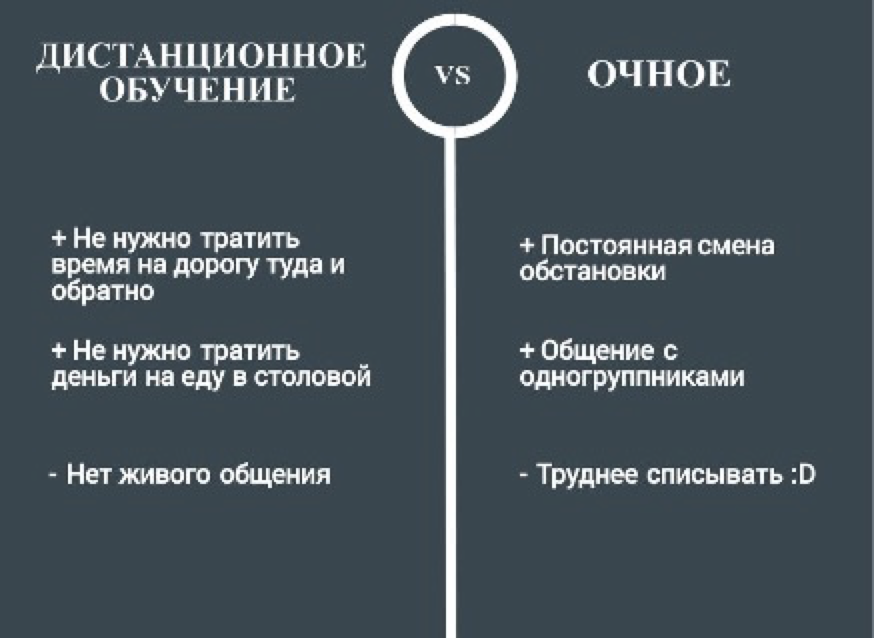 ДИСТАНЦИОННОЕ
ОБУЧЕНИЕ
VS
ОЧНОЕ
+ Не нужно тратить
время на дорогу туда и
обратно
+ Не нужно тратить
деньги на еду в столовой
- Нет живого общения
+ Постоянная смена
обстановки
+ Общение с
одногруппниками
- Труднее списывать :D